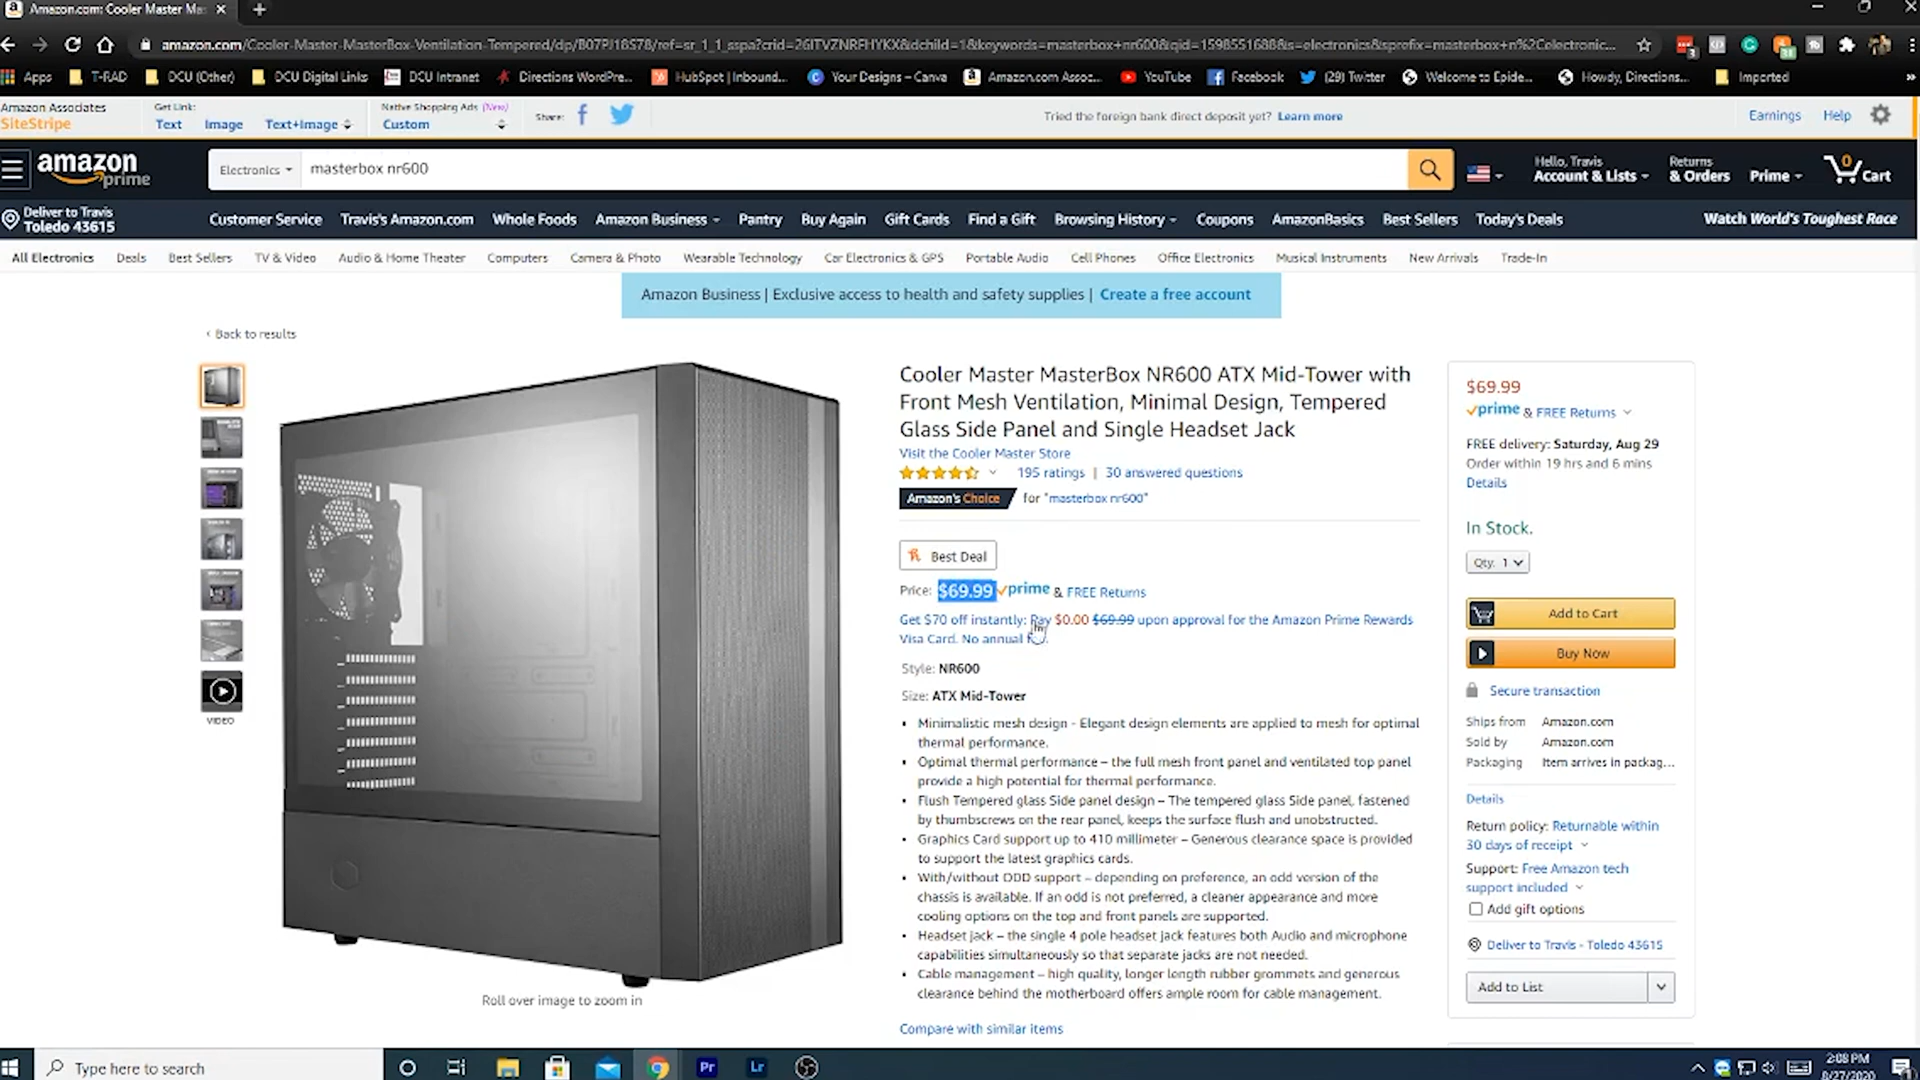 Amazon.com: Cooler Master Ma
amazon.com/Cooler-Master-MasterBox-Ventilation-Tempered/dp/B07PJ18S78/ref=sr_1_1_sspa?crid=26ITVZNRFHYKX&dchild=1&keywords=masterbox+nr600&qid=1598551688&s=electronics&sprefix=masterbox+n%2Celectronic...
Apps T-RAD DCU (Other) DCU Digital Links DCU Intranet Directions WordPre... HubSpot | Inbound... Your Designs – Canva Amazon.com Assoc... YouTube Facebook (29) Twitter Welcome to Epide... Howdy, Directions... Imported »
Amazon Associates
SiteStripe
Get Link:
Text Image Text+Image
Native Shopping Ads (New)
Custom
Share:
Tried the foreign bank direct deposit yet? Learn more
Earnings Help
amazon prime
Electronics
masterbox nr600
Hello, Travis
Account & Lists
Returns
& Orders
Prime
0
Cart
Deliver to Travis
Toledo 43615
Customer Service Travis's Amazon.com Whole Foods Amazon Business Pantry Buy Again Gift Cards Find a Gift Browsing History Coupons AmazonBasics Best Sellers Today's Deals
Watch World's Toughest Race
All Electronics Deals Best Sellers TV & Video Audio & Home Theater Computers Camera & Photo Wearable Technology Car Electronics & GPS Portable Audio Cell Phones Office Electronics Musical Instruments New Arrivals Trade-In
Amazon Business | Exclusive access to health and safety supplies | Create a free account
‹ Back to results
VIDEO
Roll over image to zoom in
Cooler Master MasterBox NR600 ATX Mid-Tower with
Front Mesh Ventilation, Minimal Design, Tempered
Glass Side Panel and Single Headset Jack
Visit the Cooler Master Store
195 ratings | 30 answered questions
Amazon's Choice for "masterbox nr600"
Best Deal
Price: $69.99 prime & FREE Returns
Get $70 off instantly: Pay $0.00 $69.99 upon approval for the Amazon Prime Rewards
Visa Card. No annual
Style: NR600
Size: ATX Mid-Tower
• Minimalistic mesh design - Elegant design elements are applied to mesh for optimal
thermal performance.
• Optimal thermal performance – the full mesh front panel and ventilated top panel
provide a high potential for thermal performance.
• Flush Tempered glass Side panel design – The tempered glass Side panel, fastened
by thumbscrews on the rear panel, keeps the surface flush and unobstructed.
• Graphics Card support up to 410 millimeter – Generous clearance space is provided
to support the latest graphics cards.
• With/without ODD support – depending on preference, an odd version of the
chassis is available. If an odd is not preferred, a cleaner appearance and more
cooling options on the top and front panels are supported.
• Headset jack – the single 4 pole headset jack features both Audio and microphone
capabilities simultaneously so that separate jacks are not needed.
• Cable management – high quality, longer length rubber grommets and generous
clearance behind the motherboard offers ample room for cable management.
Compare with similar items
$69.99
prime & FREE Returns
FREE delivery: Saturday, Aug 29
Order within 19 hrs and 6 mins
Details
In Stock.
Qty: 1
Add to Cart
Buy Now
Secure transaction
Ships from Amazon.com
Sold by Amazon.com
Packaging Item arrives in packag...
Details
Return policy: Returnable within
30 days of receipt
Support: Free Amazon tech
support included
Add gift options
Deliver to Travis - Toledo 43615
Add to List
Type here to search
Pr Lr
2:08 PM
8/27/2020